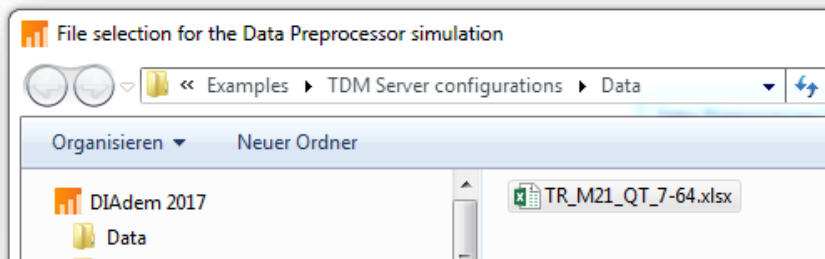 File selection for the Data Preprocessor simulation
« Examples TDM Server configurations Data
Organisieren Neuer Ordner
DIAdem 2017 TR_M21_QT_7-64.xlsx
Data